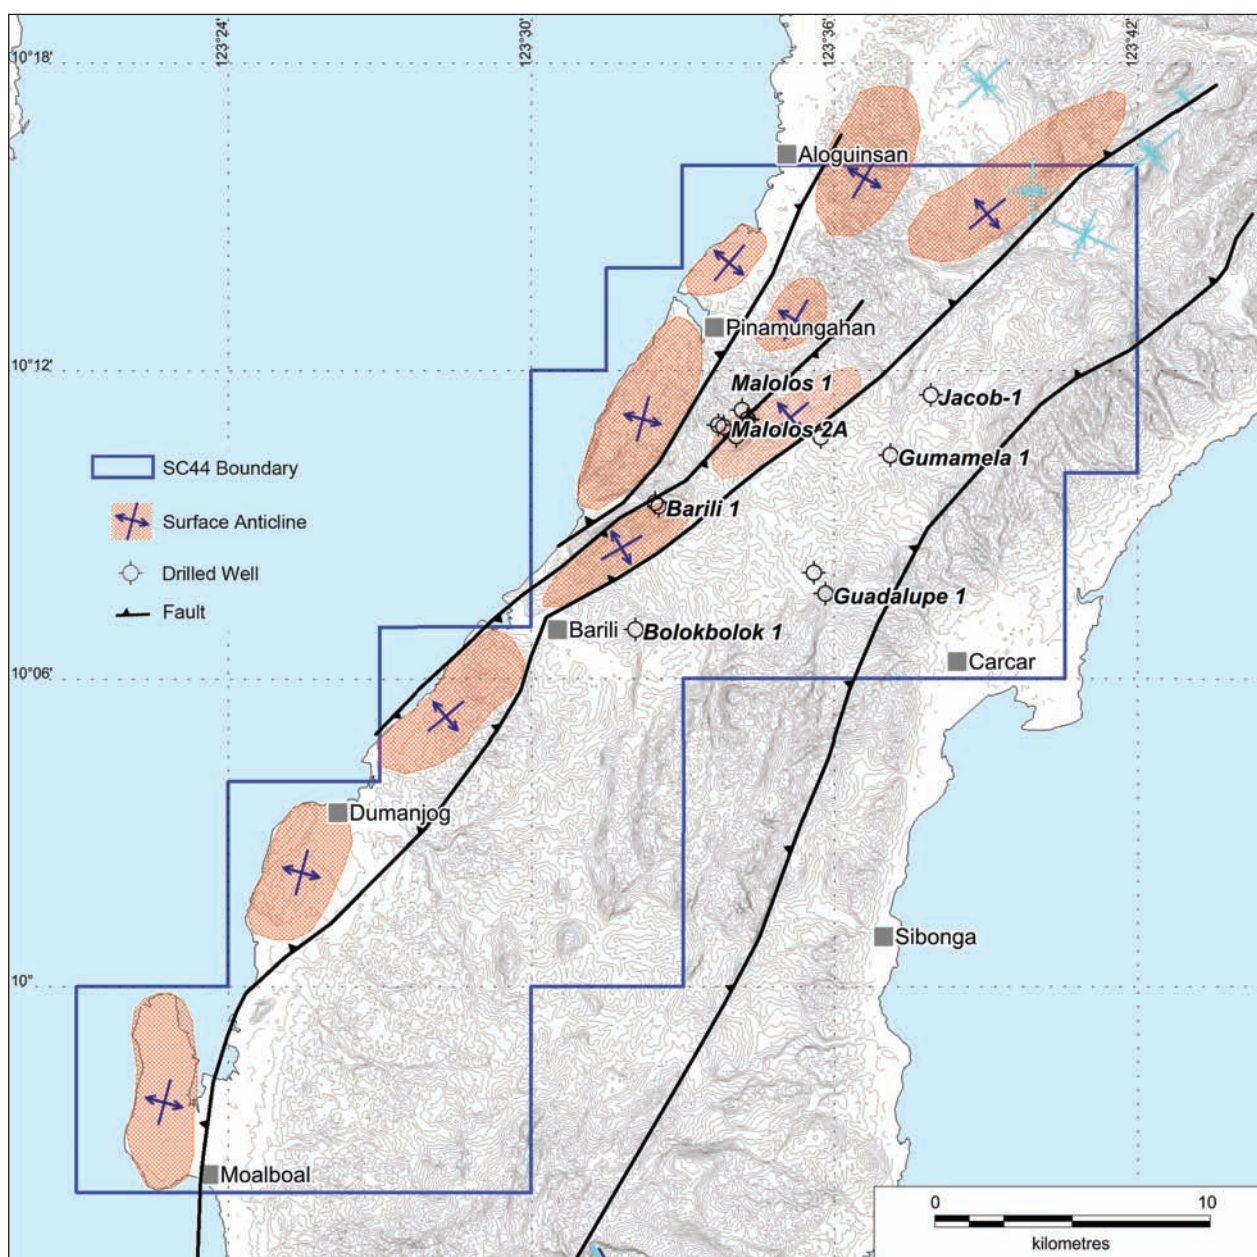 123°24'
123°30'
123°36'
123°42'
10°18'
Aloguinsan
Pinamungahan
10°12'
Malolos 1
Jacob-1
Malolos 2A
Gumamela 1
SC44 Boundary
Surface Anticline
Barili 1
Drilled Well
Guadalupe 1
Fault
Barili
Bolokbolok 1
Carcar
10°06'
Dumanjog
Sibonga
10°
Moalboal
0 10
kilometres